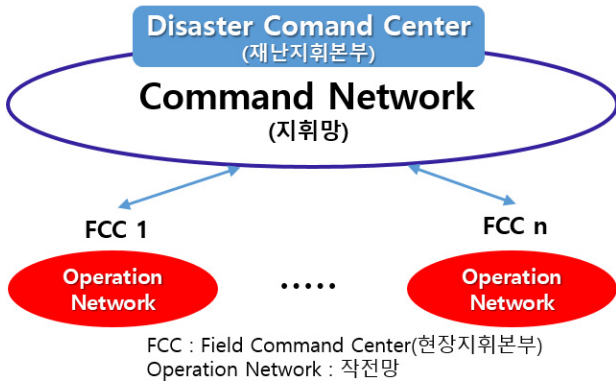 Disaster Comand Center
(재난지휘본부)
Command Network
(지휘망)
FCC 1
FCC n
Operation
Network
.....
Operation
Network
FCC : Field Command Center(현장지휘본부)
Operation Network : 작전망